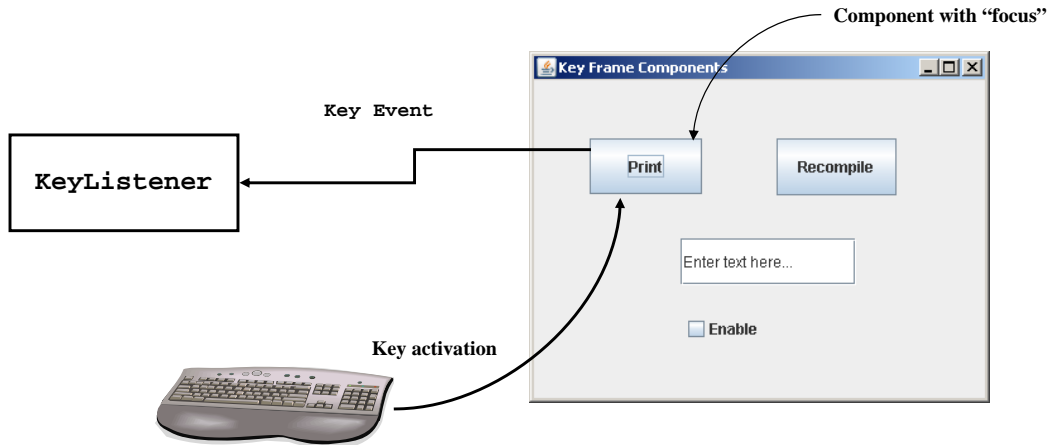 Component with “focus”
Key Frame Components
Key Event
KeyListener
Print
Recompile
Enter text here...
Enable
Key activation